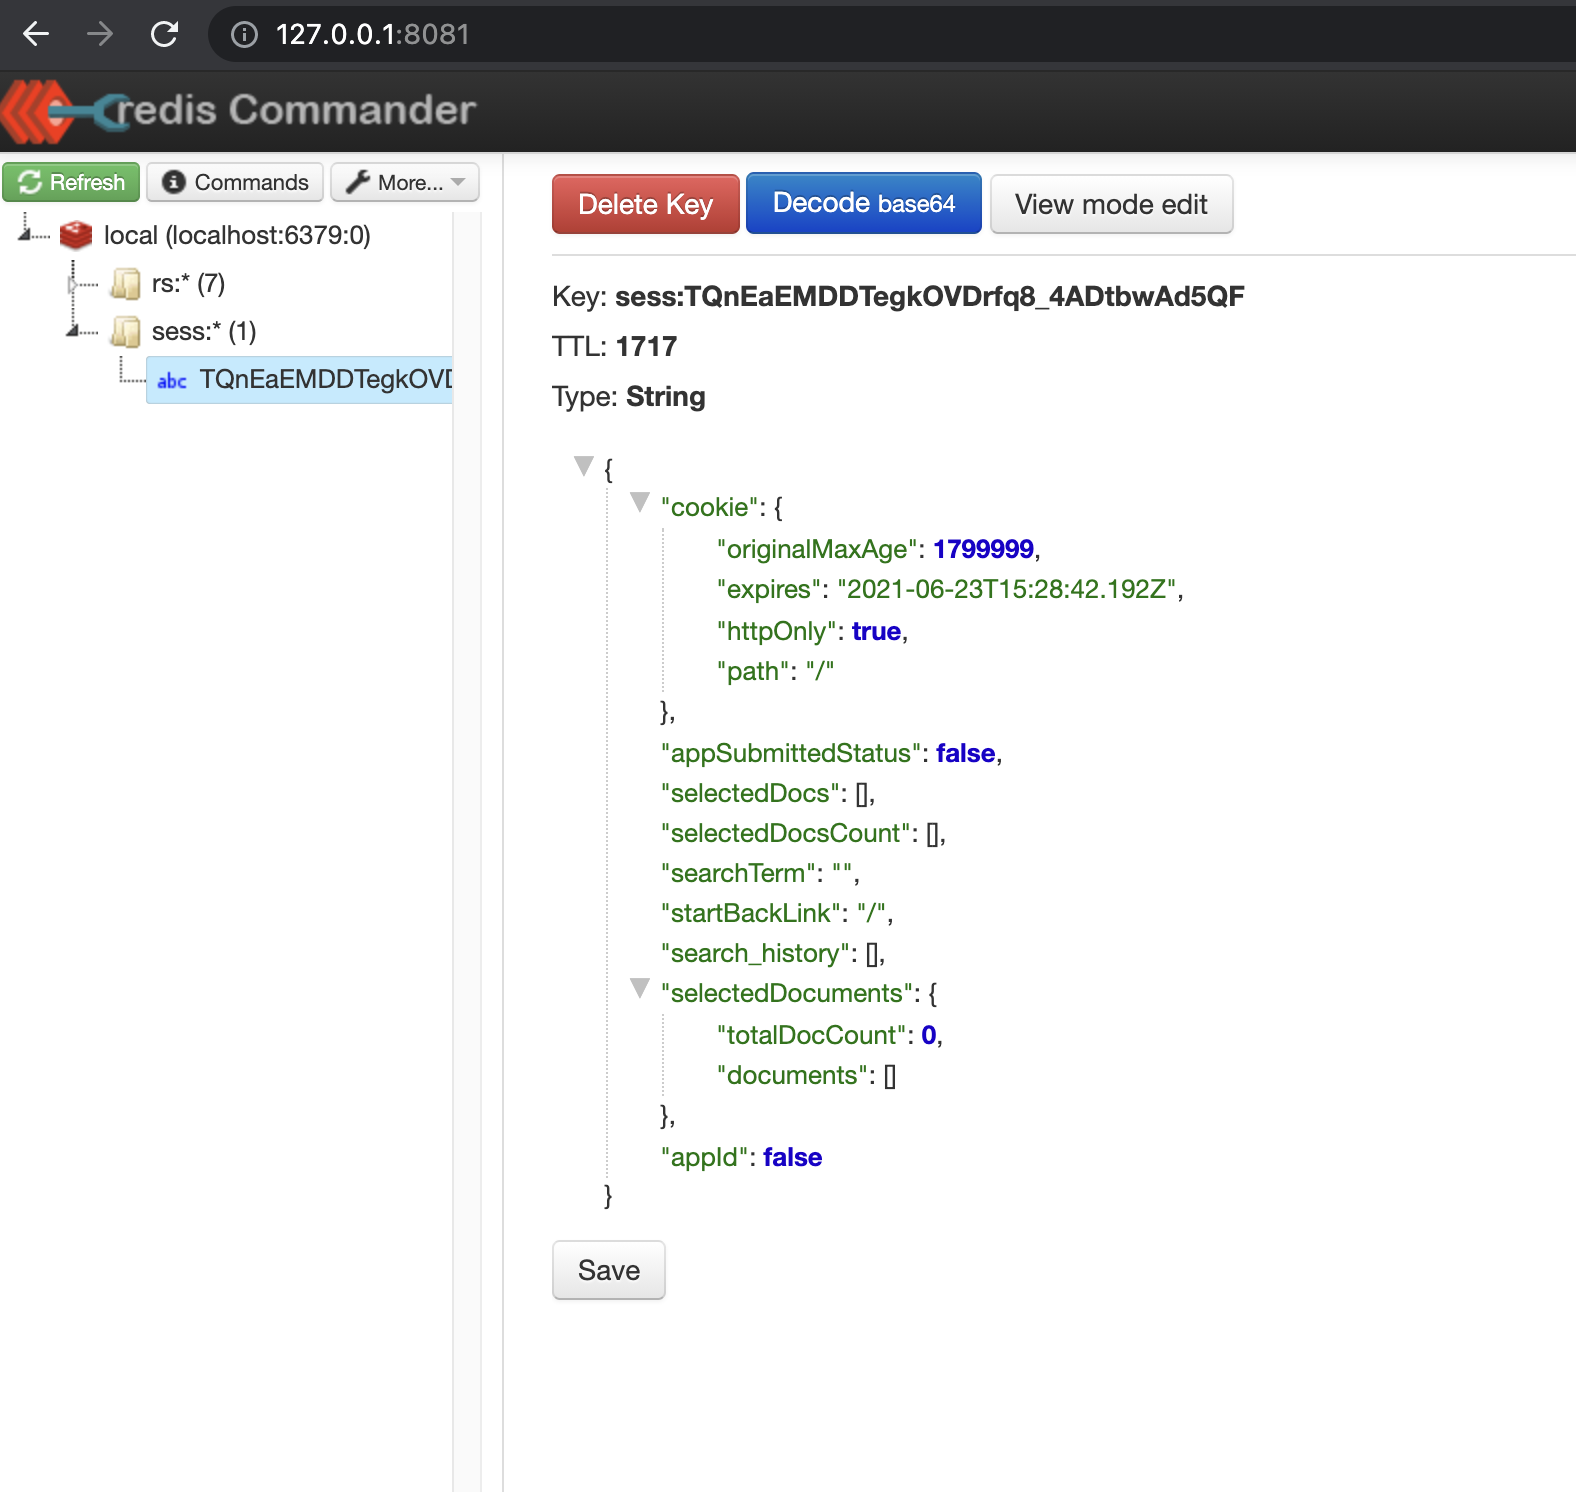 127.0.0.1:8081
redis Commander
Refresh Commands More...
local (localhost:6379:0)
rs:* (7)
sess:* (1)
abc TQnEaEMDDTegkOVD
Delete Key Decode base64 View mode edit
Key: sess:TQnEaEMDDTegkOVDrfq8_4ADtbwAd5QF
TTL: 1717
Type: String
{
"cookie": {
"originalMaxAge": 1799999,
"expires": "2021-06-23T15:28:42.192Z",
"httpOnly": true,
"path": "/"
},
"appSubmittedStatus": false,
"selectedDocs": [],
"selectedDocsCount": [],
"searchTerm": "",
"startBackLink": "/",
"search_history": [],
"selectedDocuments": {
"totalDocCount": 0,
"documents": []
},
"appId": false
}
Save